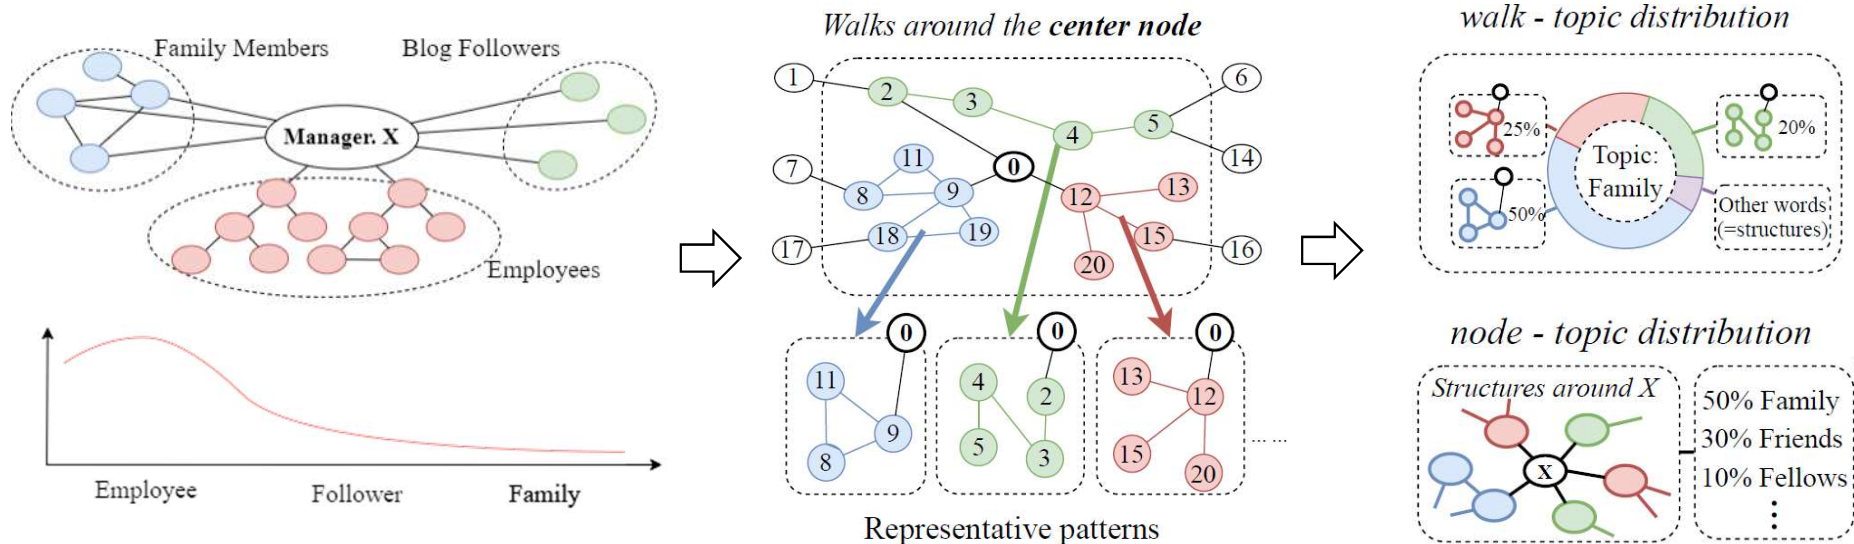 Family Members
Blog Followers
Manager. X
Employees
Employee
Follower
Family
Walks around the center node
1
2
3
4
5
6
7
8
9
11
0
12
13
14
15
16
17
18
19
20
0
11
9
8
0
4
2
5
3
0
13
12
15
20
... ...
Representative patterns
walk - topic distribution
25%
20%
50%
Topic:
Family
Other words
(=structures)
node - topic distribution
Structures around X
X
50% Family
30% Friends
10% Fellows
⋮